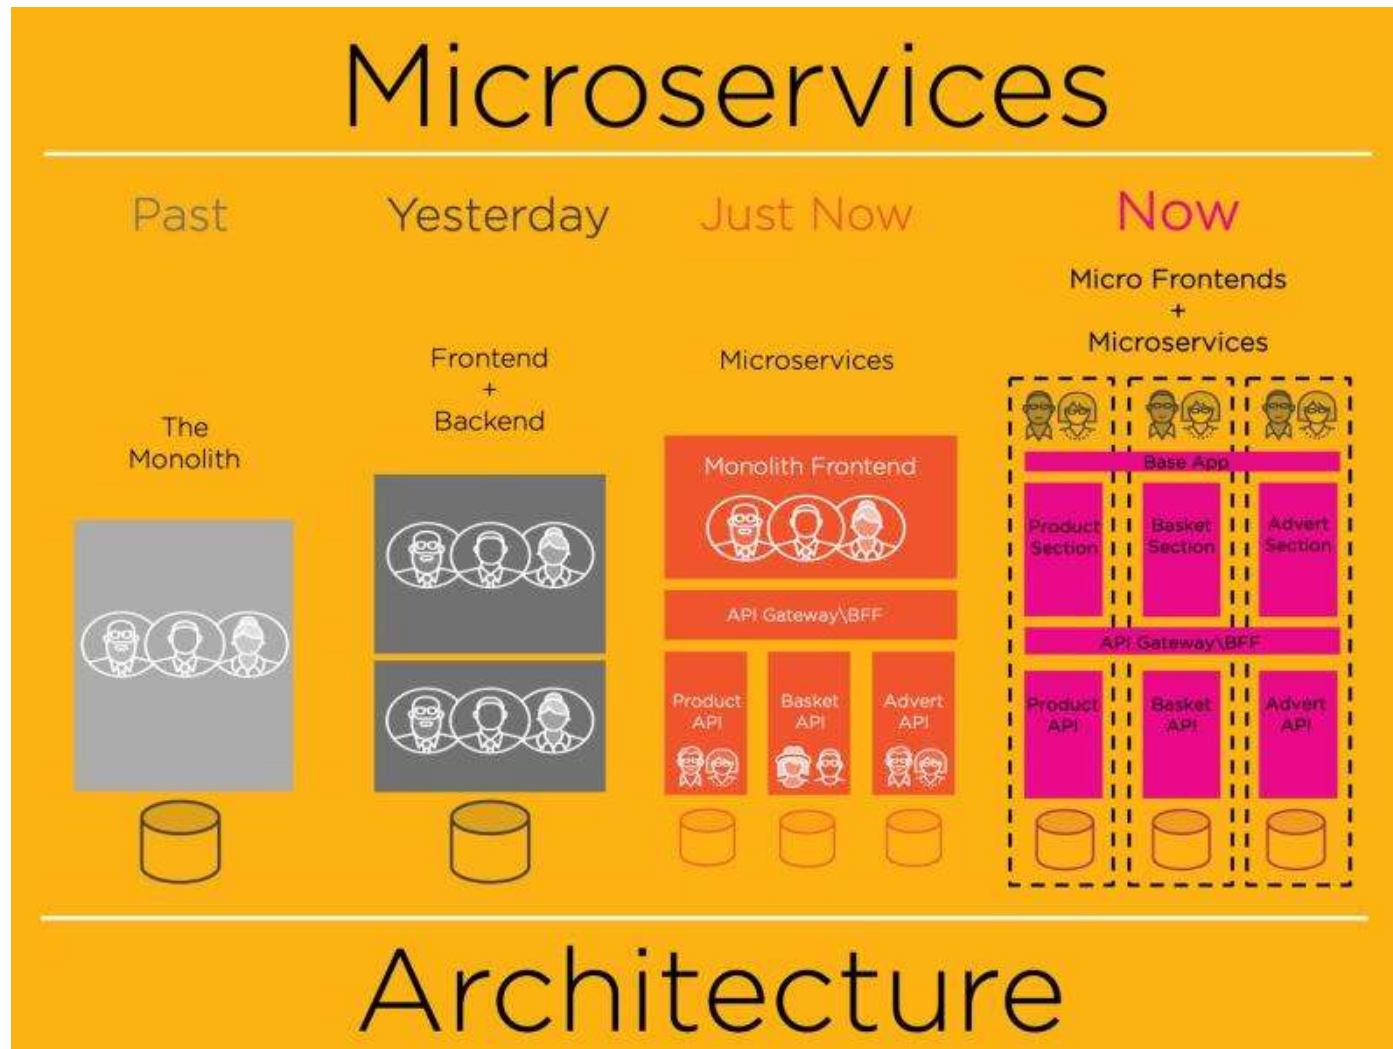 Microservices
Past
Yesterday
Just Now
Now
The
Monolith
Frontend
+
Backend
Microservices
Micro Frontends
+
Microservices
Monolith Frontend
API Gateway\BFF
Product
API
Basket
API
Advert
API
Base App
Product
Section
Basket
Section
Advert
Section
API Gateway\BFF
Product
API
Basket
API
Advert
API
Architecture